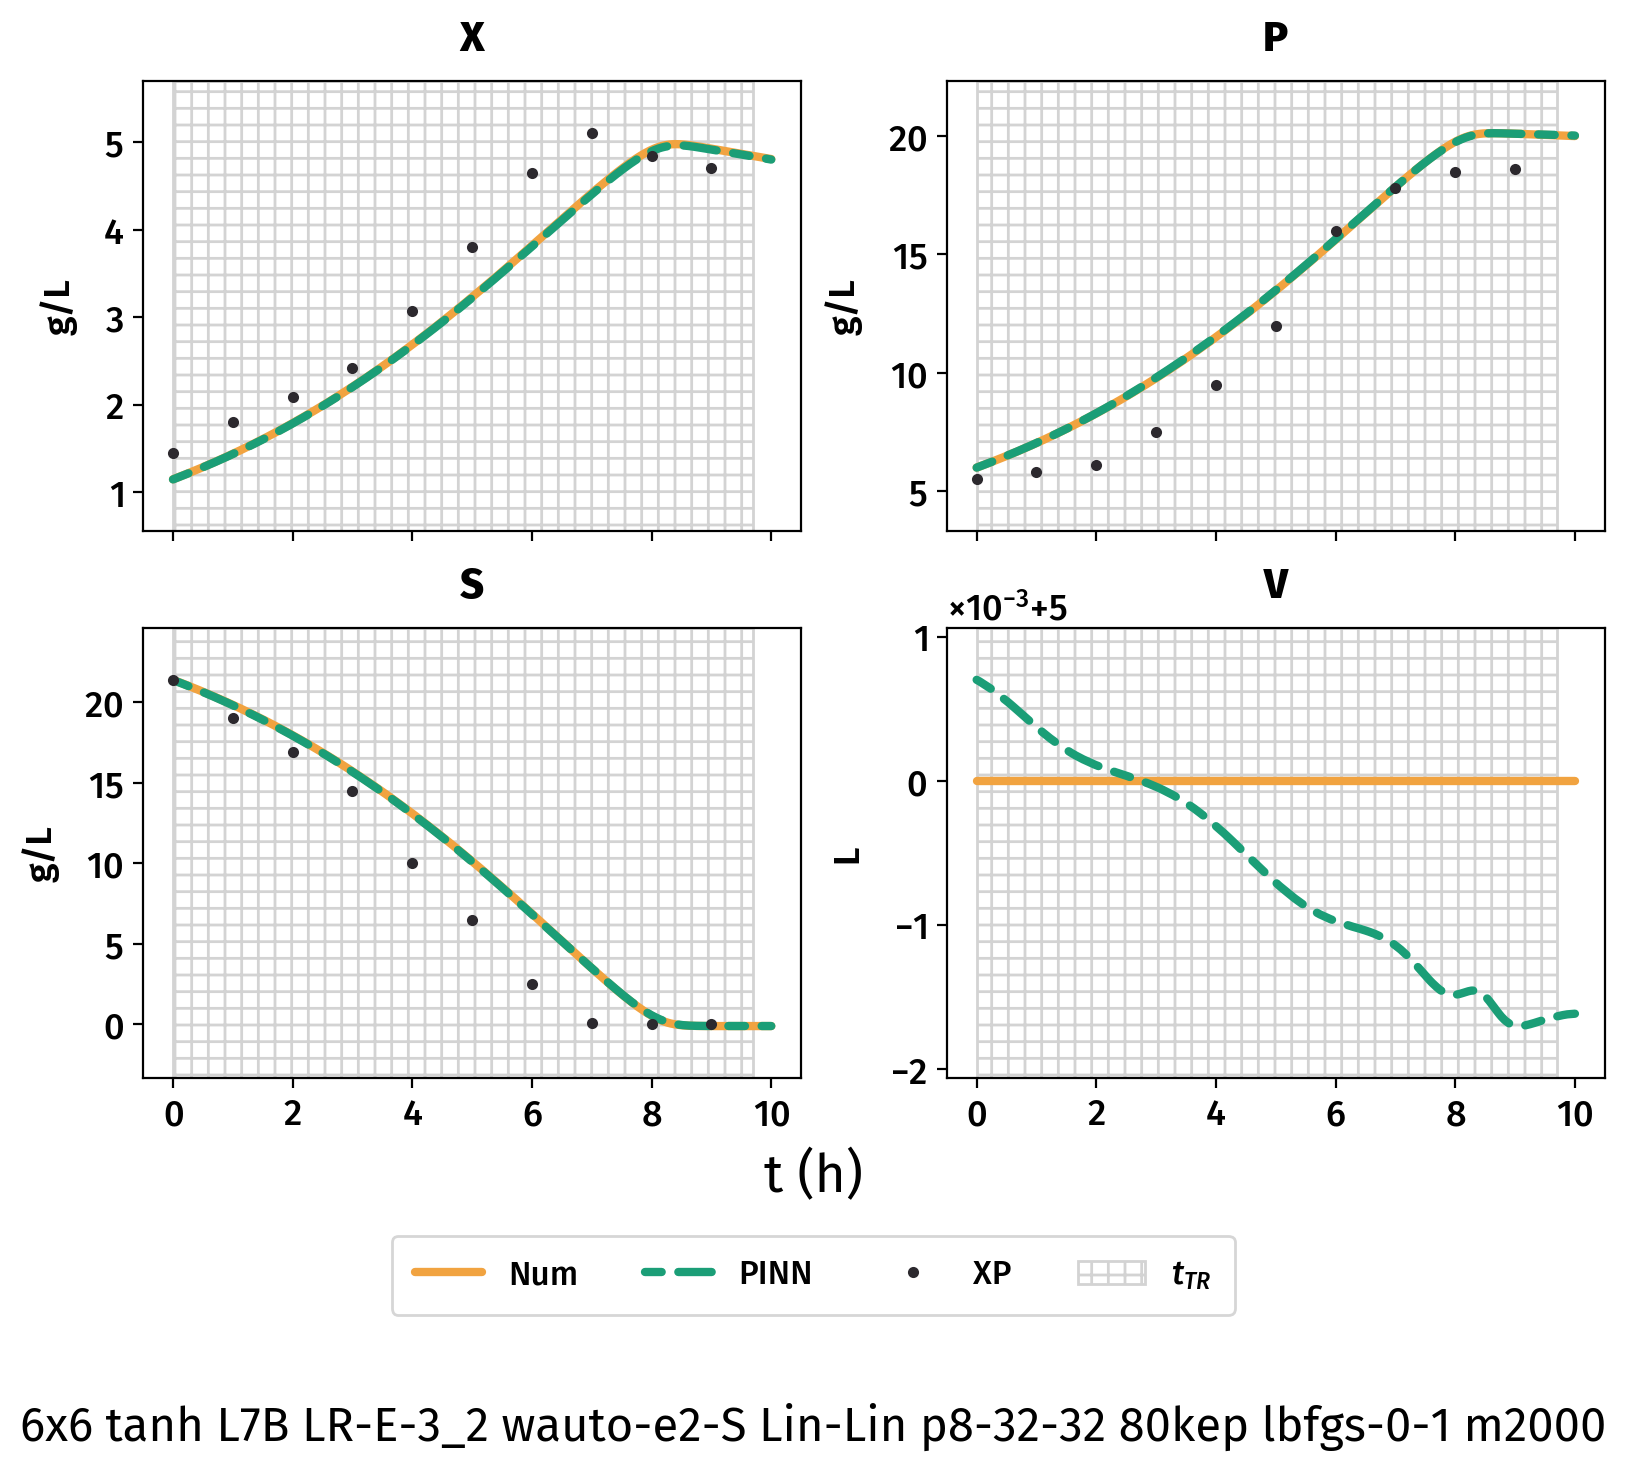 X
P
5
4
3
2
1
g/L
20
15
10
5
g/L
S
V
×10⁻³+5
20
15
10
5
0
g/L
1
0
−1
−2
L
0 2 4 6 8 10
0 2 4 6 8 10
t (h)
Num PINN XP t_TR
6x6 tanh L7B LR-E-3_2 wauto-e2-S Lin-Lin p8-32-32 80kep lbfgs-0-1 m2000